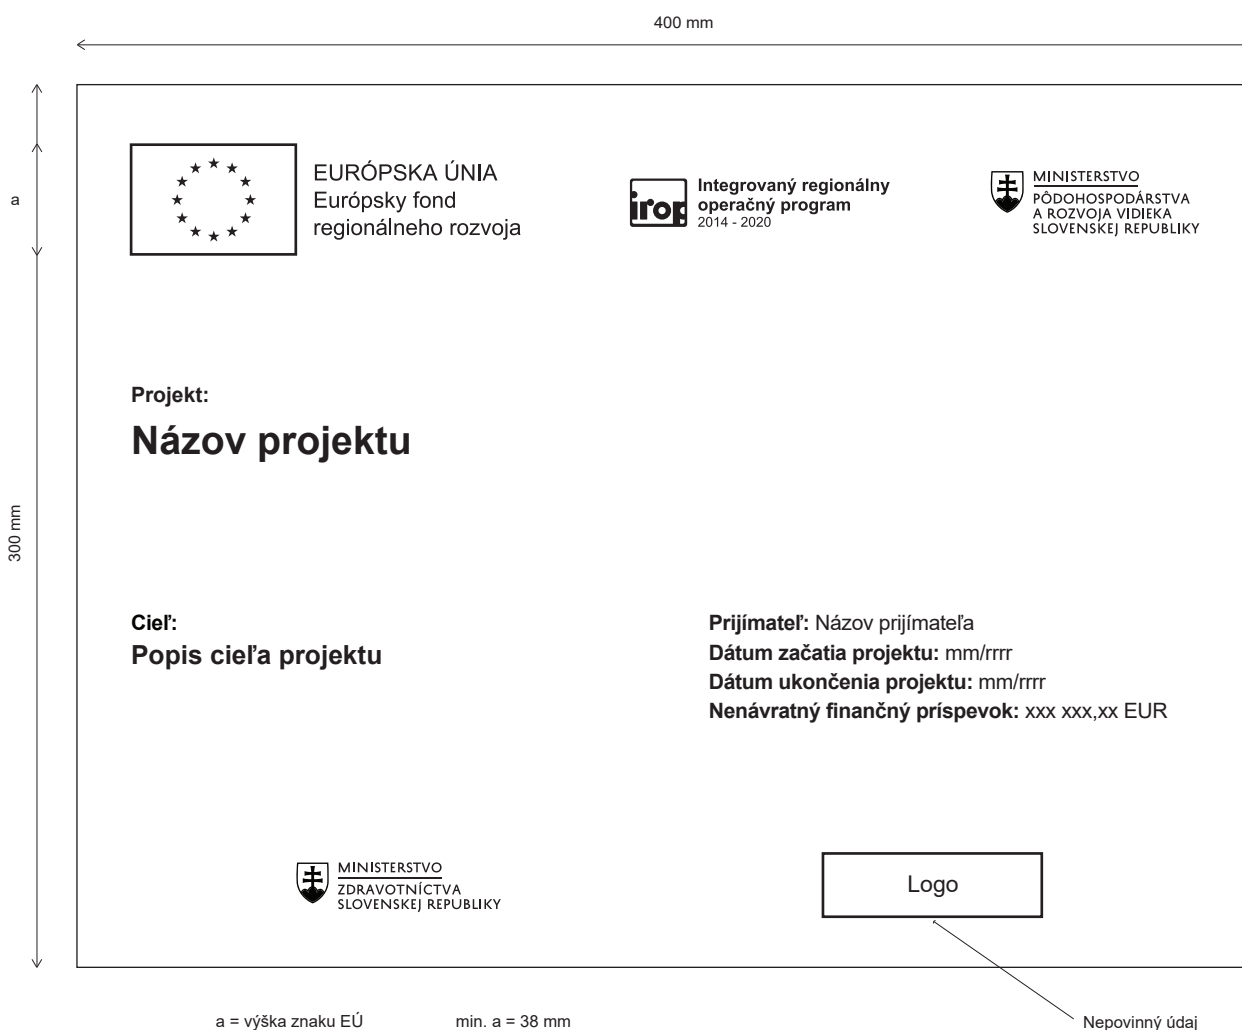 400 mm
a
300 mm
EURÓPSKA ÚNIA
Európsky fond
regionálneho rozvoja
irop
Integrovaný regionálny
operačný program
2014 - 2020
MINISTERSTVO
PÔDOHOSPODÁRSTVA
A ROZVOJA VIDIEKA
SLOVENSKEJ REPUBLIKY
Projekt:
Názov projektu
Cieľ:
Popis cieľa projektu
Prijímateľ: Názov prijímateľa
Dátum začatia projektu: mm/rrrr
Dátum ukončenia projektu: mm/rrrr
Nenávratný finančný príspevok: xxx xxx,xx EUR
MINISTERSTVO
ZDRAVOTNÍCTVA
SLOVENSKEJ REPUBLIKY
Logo
a = výška znaku EÚ
min. a = 38 mm
Nepovinný údaj